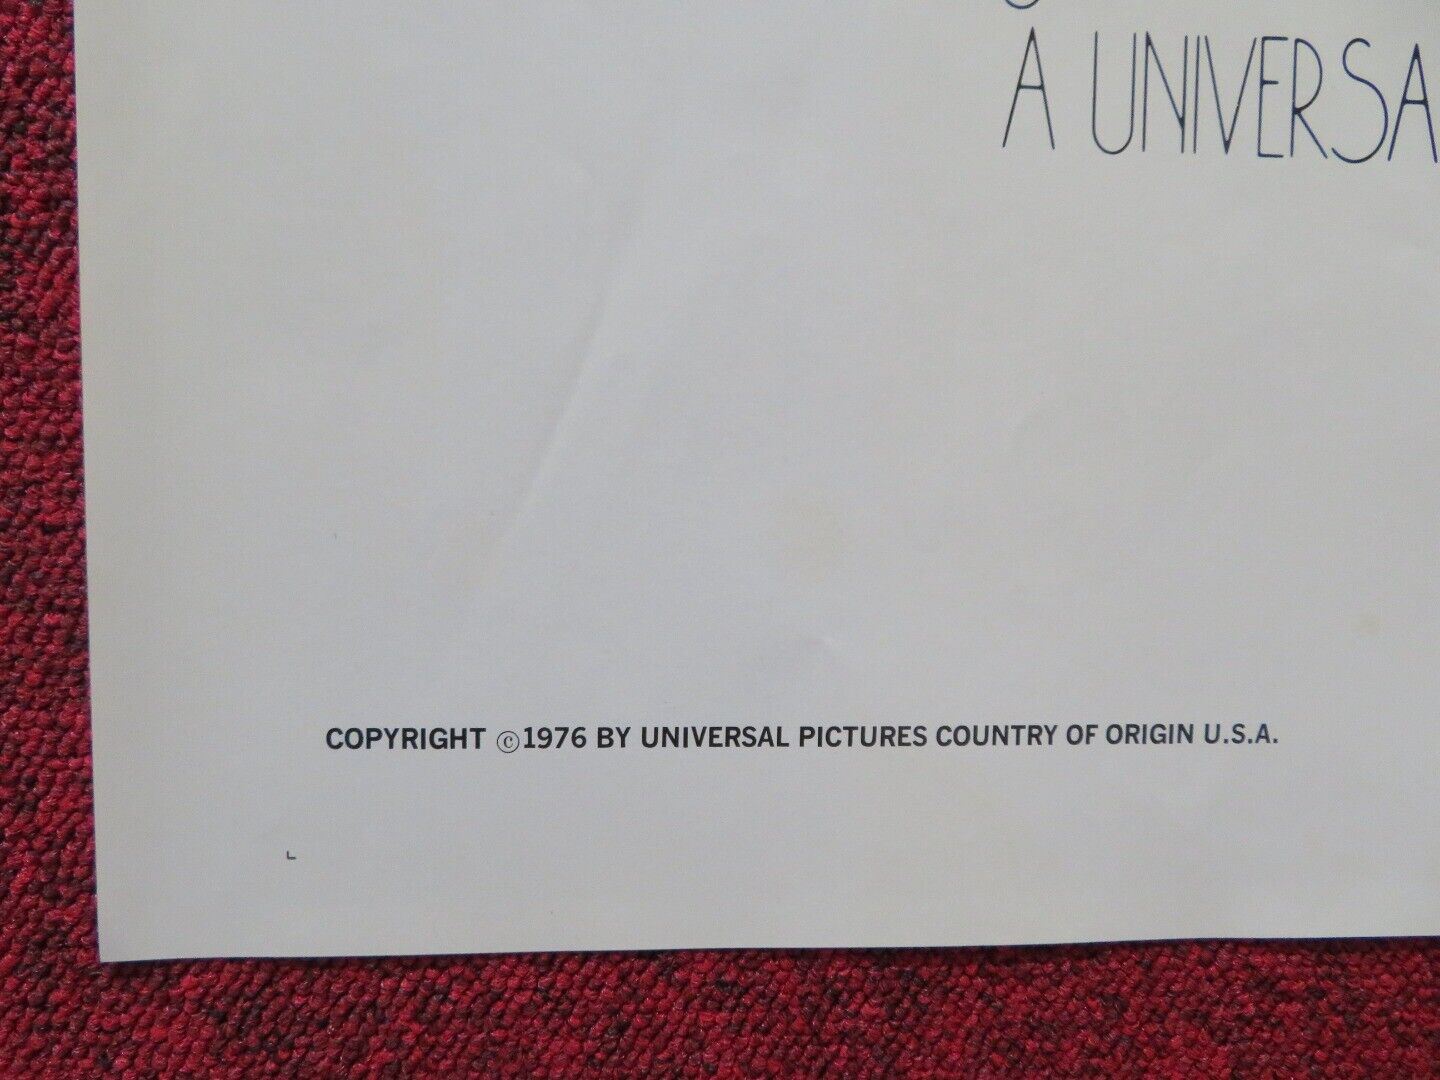 A UNIVERSA
COPYRIGHT ©1976 BY UNIVERSAL PICTURES COUNTRY OF ORIGIN U.S.A.